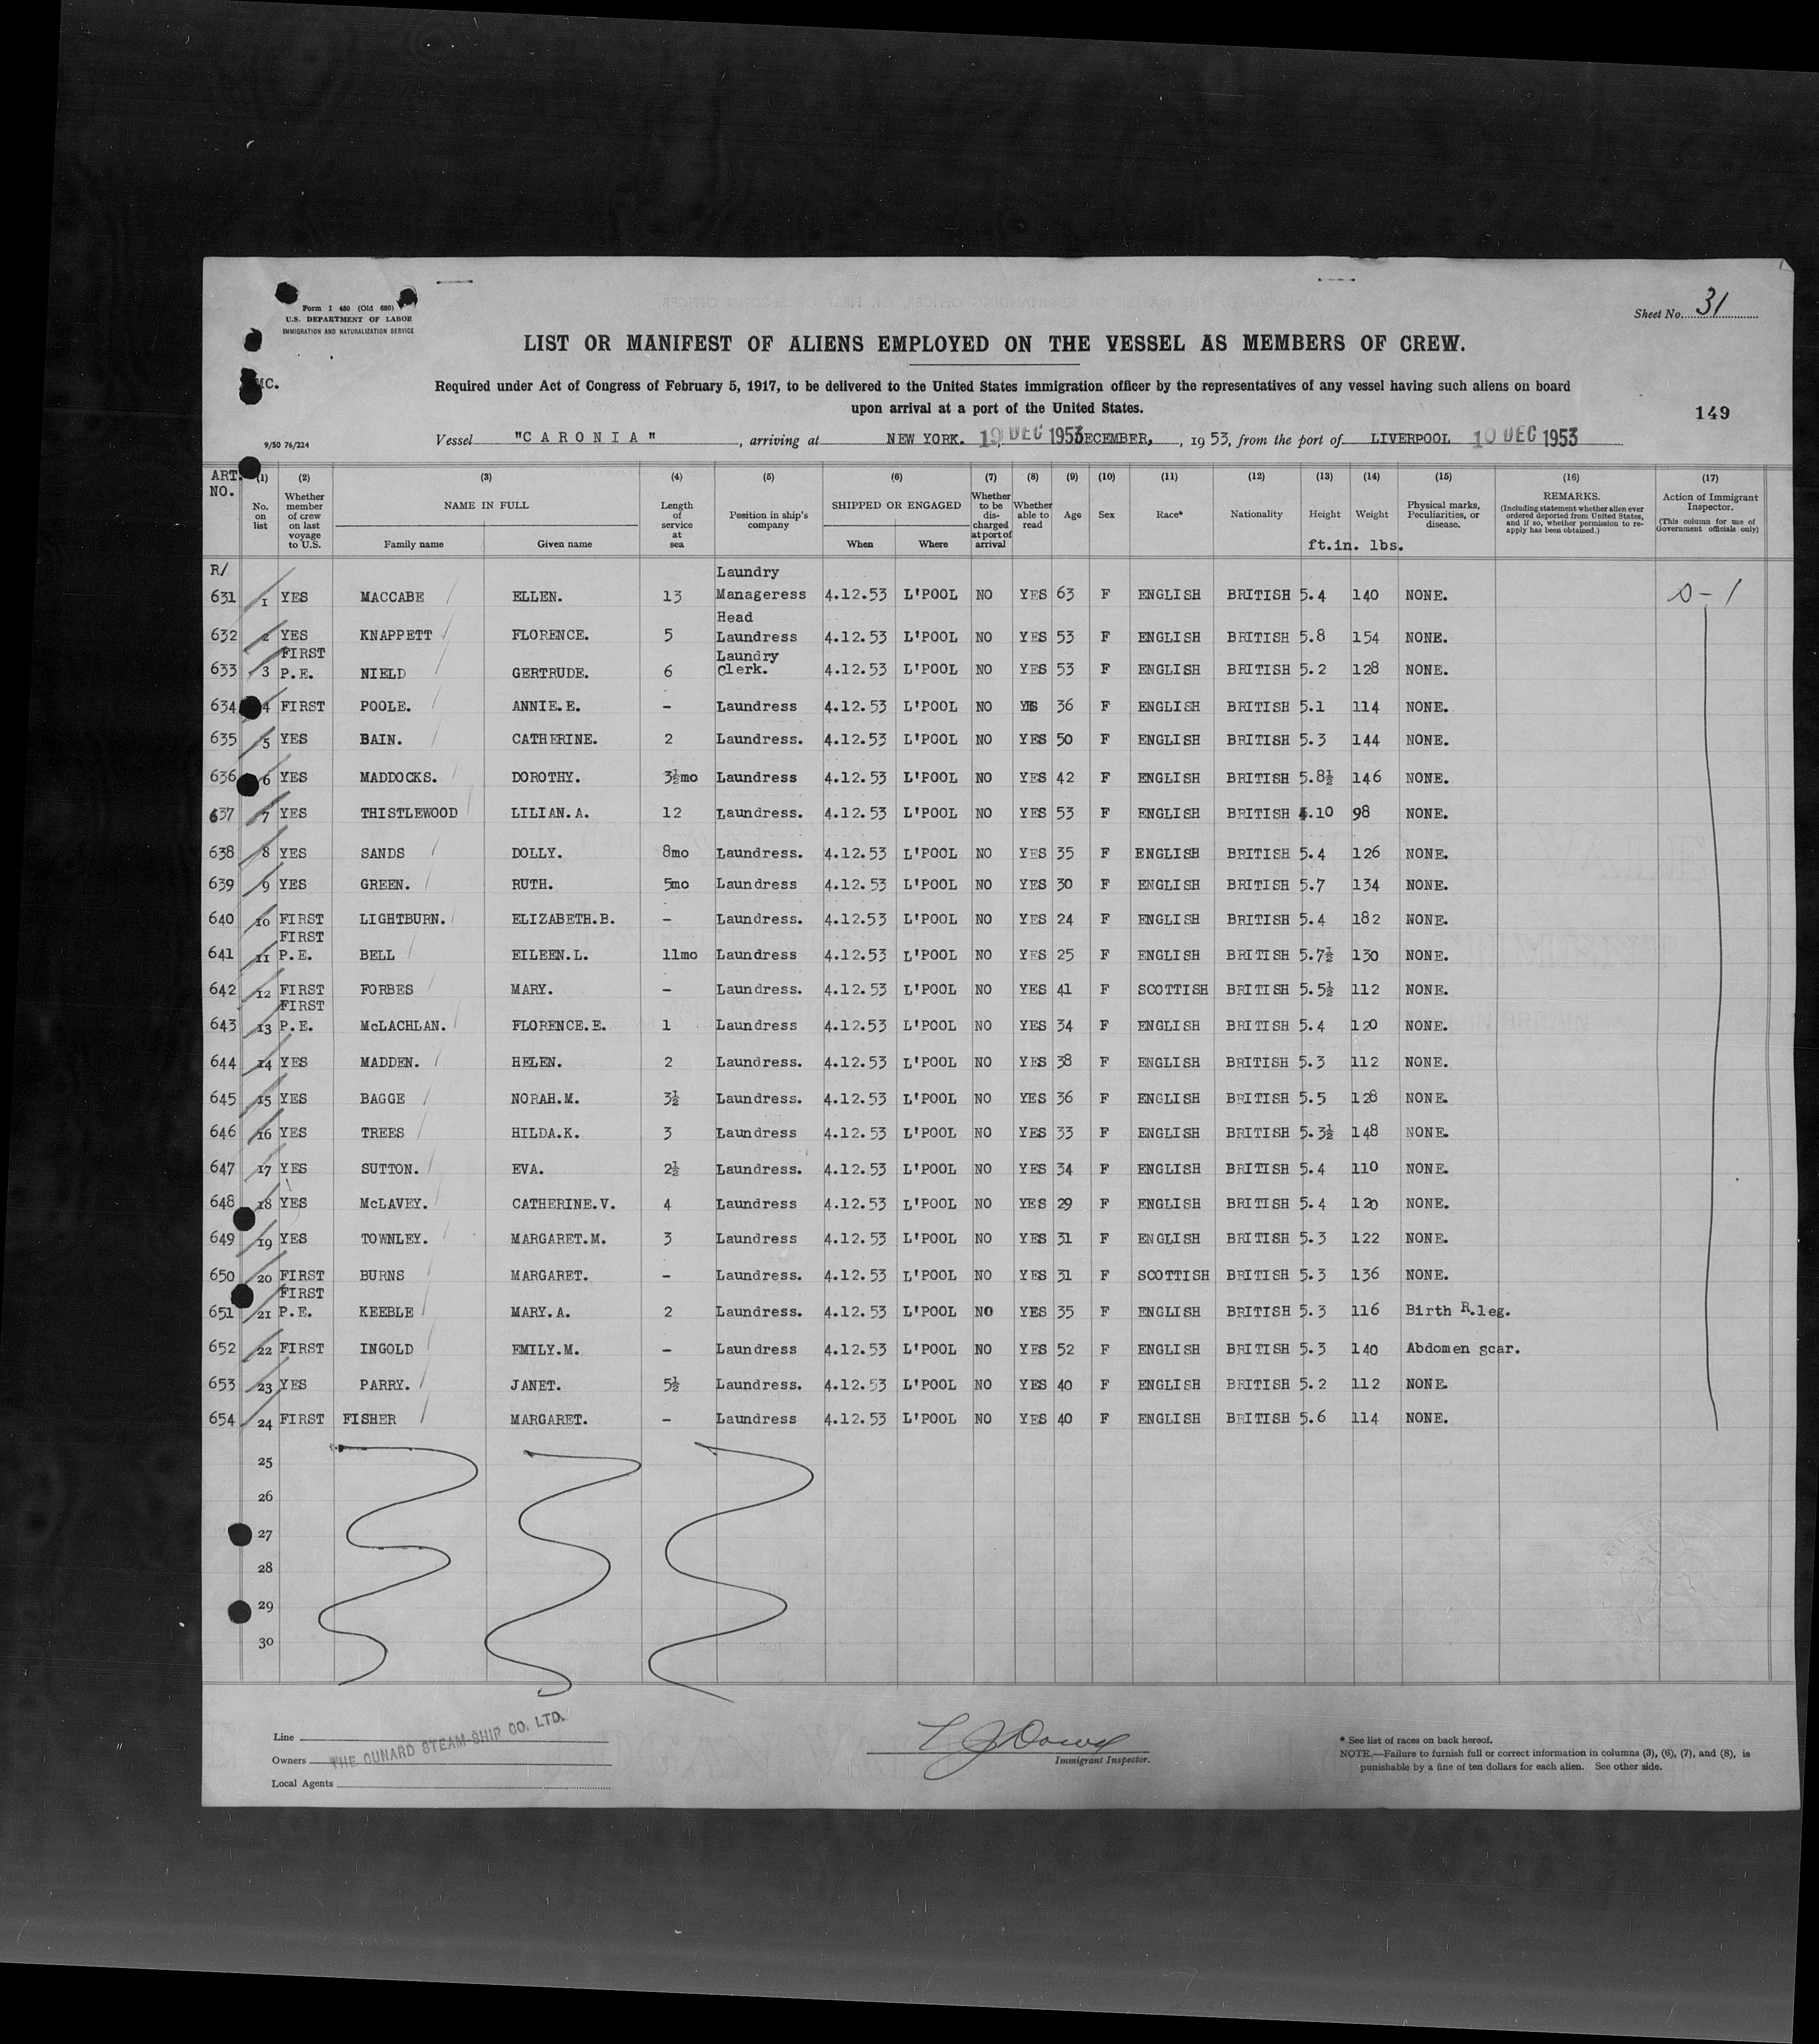 Form I 480 (Old 680)
U.S. DEPARTMENT OF LABOR
IMMIGRATION AND NATURALIZATION SERVICE
Sheet No. 31
LIST OR MANIFEST OF ALIENS EMPLOYED ON THE VESSEL AS MEMBERS OF CREW.
MC.
Required under Act of Congress of February 5, 1917, to be delivered to the United States immigration officer by the representatives of any vessel having such aliens on board
upon arrival at a port of the United States.
149
9/50 76/224
Vessel "CARONIA", arriving at NEW YORK. 19 DEC 1953 DECEMBER, , 1953, from the port of LIVERPOOL 10 DEC 1953
ART. NO. (1) No. on list (2) Whether member of crew on last voyage to U.S. (3) NAME IN FULL Family name Given name (4) Length of service at sea (5) Position in ship's company (6) SHIPPED OR ENGAGED When Where (7) Whether to be discharged at port of arrival (8) Whether able to read (9) Age (10) Sex (11) Race* (12) Nationality (13) Height (14) Weight ft.in. lbs. (15) Physical marks, Peculiarities, or disease. (16) REMARKS. (Including statement whether alien ever ordered deported from United States, and if so, whether permission to re-apply has been obtained.) (17) Action of Immigrant Inspector. (This column for use of Government officials only)
R/
631 1 YES MACCABE ELLEN. 13 Laundry Manageress 4.12.53 L'POOL NO YES 63 F ENGLISH BRITISH 5.4 140 NONE.
632 2 YES KNAPPETT FLORENCE. 5 Head Laundress 4.12.53 L'POOL NO YES 53 F ENGLISH BRITISH 5.8 154 NONE.
633 3 FIRST P.E. NIELD GERTRUDE. 6 Laundry Clerk. 4.12.53 L'POOL NO YES 53 F ENGLISH BRITISH 5.2 128 NONE.
634 4 FIRST POOLE. ANNIE.E. - Laundress 4.12.53 L'POOL NO YES 36 F ENGLISH BRITISH 5.1 114 NONE.
635 5 YES BAIN. CATHERINE. 2 Laundress. 4.12.53 L'POOL NO YES 50 F ENGLISH BRITISH 5.3 144 NONE.
636 6 YES MADDOCKS. DOROTHY. 3½mo Laundress 4.12.53 L'POOL NO YES 42 F ENGLISH BRITISH 5.8½ 146 NONE.
637 7 YES THISTLEWOOD LILIAN.A. 12 Laundress. 4.12.53 L'POOL NO YES 53 F ENGLISH BRITISH 4.10 98 NONE.
638 8 YES SANDS DOLLY. 8mo Laundress. 4.12.53 L'POOL NO YES 35 F ENGLISH BRITISH 5.4 126 NONE.
639 9 YES GREEN. RUTH. 5mo Laundress 4.12.53 L'POOL NO YES 30 F ENGLISH BRITISH 5.7 134 NONE.
640 10 FIRST LIGHTBURN. ELIZABETH.B. - Laundress. 4.12.53 L'POOL NO YES 24 F ENGLISH BRITISH 5.4 182 NONE.
641 11 FIRST P.E. BELL EILEEN.L. 11mo Laundress 4.12.53 L'POOL NO YES 25 F ENGLISH BRITISH 5.7½ 130 NONE.
642 12 FIRST FORBES MARY. - Laundress. 4.12.53 L'POOL NO YES 41 F SCOTTISH BRITISH 5.5½ 112 NONE.
643 13 FIRST P.E. McLACHLAN. FLORENCE.E. 1 Laundress. 4.12.53 L'POOL NO YES 34 F ENGLISH BRITISH 5.4 120 NONE.
644 14 YES MADDEN. HELEN. 2 Laundress. 4.12.53 L'POOL NO YES 38 F ENGLISH BRITISH 5.3 112 NONE.
645 15 YES BAGGE NORAH.M. 3½ Laundress. 4.12.53 L'POOL NO YES 36 F ENGLISH BRITISH 5.5 128 NONE.
646 16 YES TREES HILDA.K. 3 Laundress 4.12.53 L'POOL NO YES 33 F ENGLISH BRITISH 5.3½ 148 NONE.
647 17 YES SUTTON. EVA. 2½ Laundress. 4.12.53 L'POOL NO YES 34 F ENGLISH BRITISH 5.4 110 NONE.
648 18 YES McLAVEY. CATHERINE.V. 4 Laundress 4.12.53 L'POOL NO YES 29 F ENGLISH BRITISH 5.4 120 NONE.
649 19 YES TOWNLEY. MARGARET.M. 3 Laundress 4.12.53 L'POOL NO YES 31 F ENGLISH BRITISH 5.3 122 NONE.
650 20 FIRST BURNS MARGARET. - Laundress. 4.12.53 L'POOL NO YES 31 F SCOTTISH BRITISH 5.3 136 NONE.
651 21 FIRST P.E. KEEBLE MARY.A. 2 Laundress. 4.12.53 L'POOL NO YES 35 F ENGLISH BRITISH 5.3 116 Birth R.leg.
652 22 FIRST INGOLD EMILY.M. - Laundress 4.12.53 L'POOL NO YES 52 F ENGLISH BRITISH 5.3 140 Abdomen scar.
653 23 YES PARRY. JANET. 5½ Laundress. 4.12.53 L'POOL NO YES 40 F ENGLISH BRITISH 5.2 112 NONE.
654 24 FIRST FISHER MARGARET. - Laundress 4.12.53 L'POOL NO YES 40 F ENGLISH BRITISH 5.6 114 NONE.
25
26
27
28
29
30
Line
Owners THE CUNARD STEAM-SHIP CO. LTD.
Local Agents
Immigrant Inspector.
* See list of races on back hereof.
NOTE.—Failure to furnish full or correct information in columns (3), (6), (7), and (8), is
punishable by a fine of ten dollars for each alien. See other side.